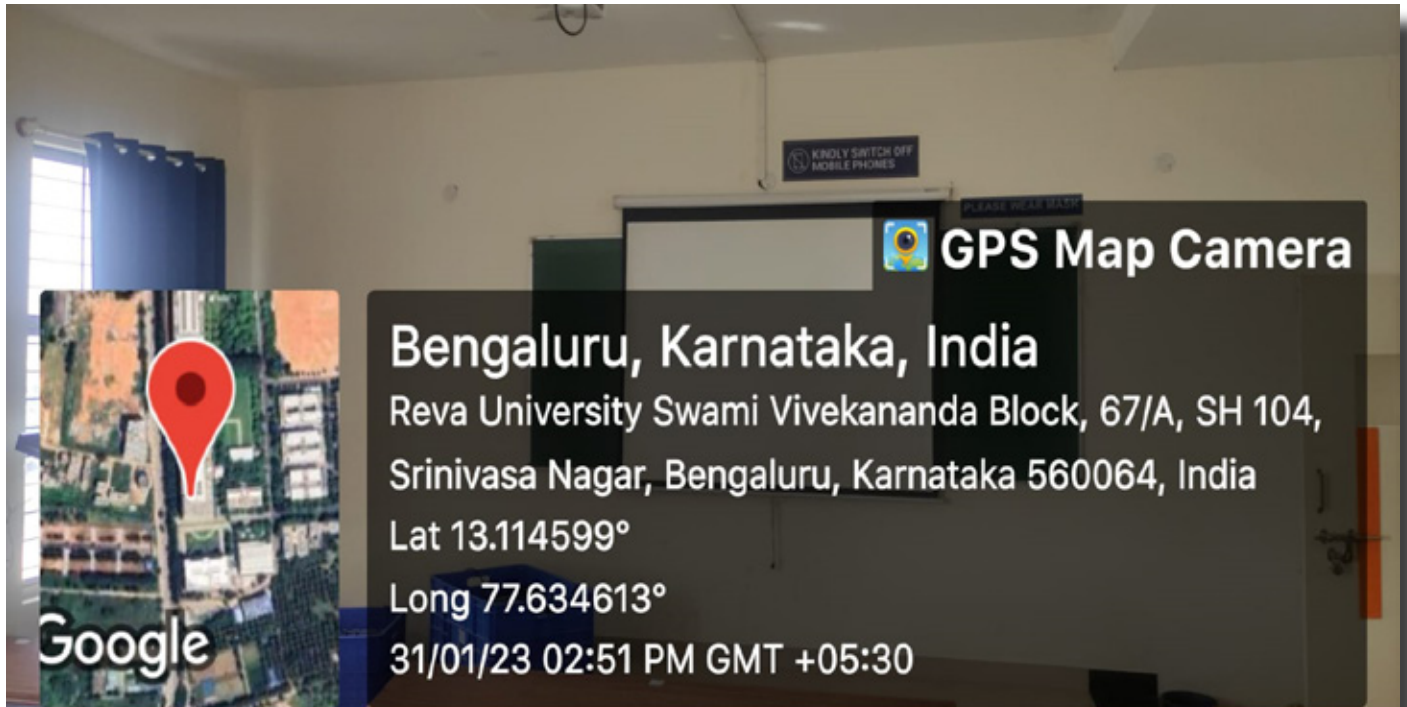 KINDLY SWITCH OFF
MOBILE PHONES
PLEASE WEAR MASK
GPS Map Camera
Bengaluru, Karnataka, India
Reva University Swami Vivekananda Block, 67/A, SH 104,
Srinivasa Nagar, Bengaluru, Karnataka 560064, India
Lat 13.114599°
Long 77.634613°
31/01/23 02:51 PM GMT +05:30
Google